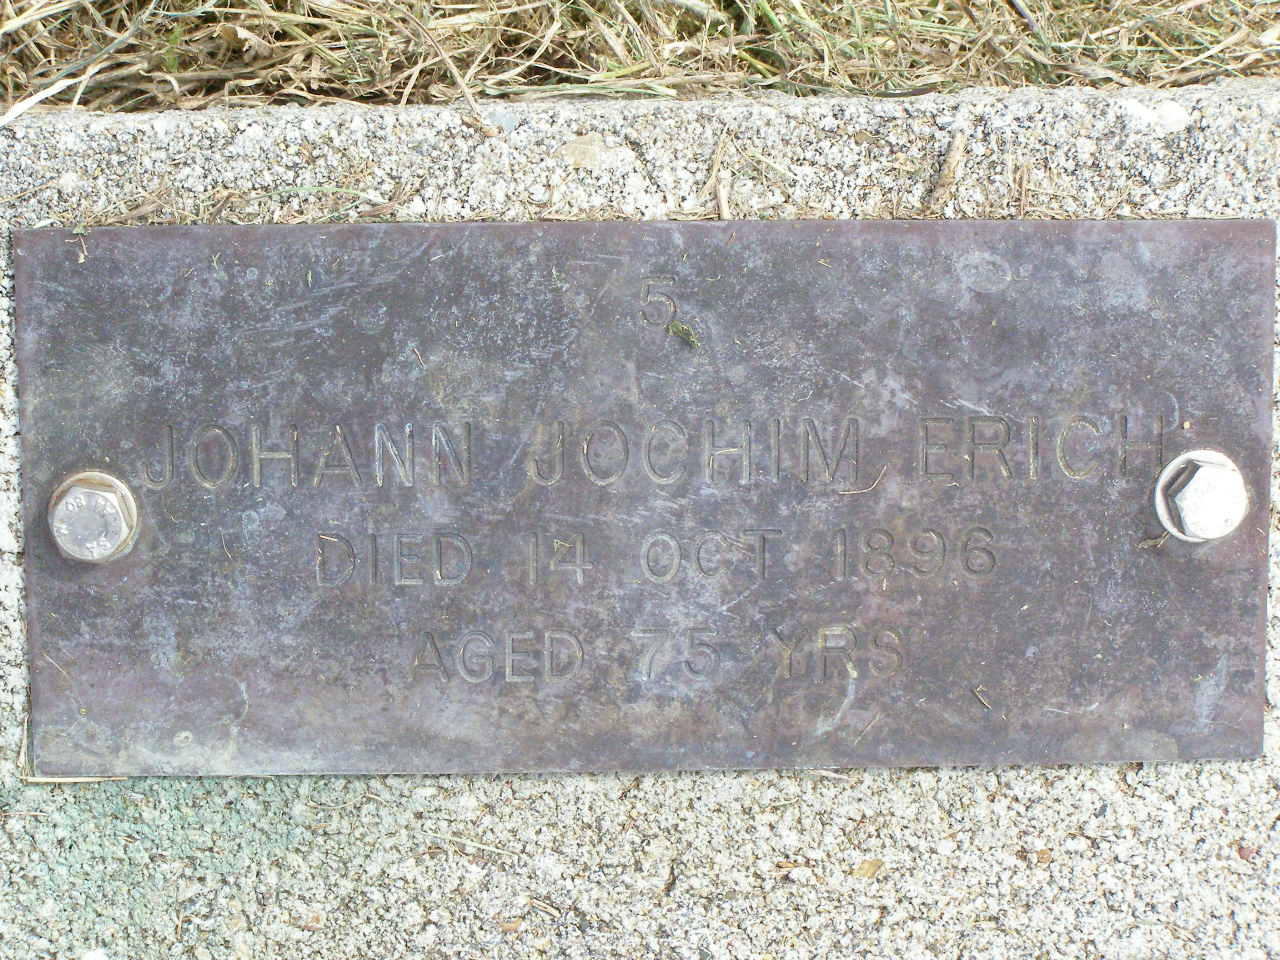 5
JOHANN JOCHIM ERICH
DIED 14 OCT 1896
AGED 75 YRS